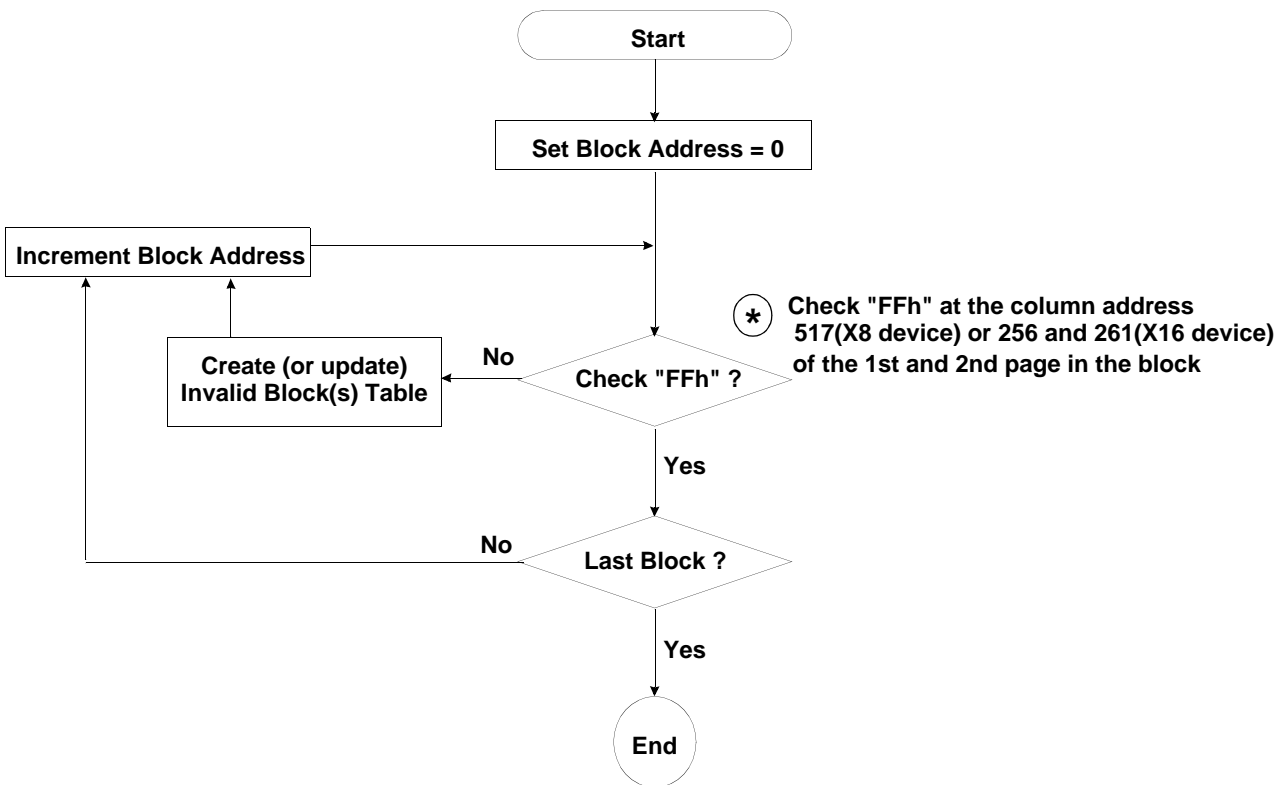 Start
Set Block Address = 0
Increment Block Address
*
Check "FFh" at the column address
517(X8 device) or 256 and 261(X16 device)
of the 1st and 2nd page in the block
No
Create (or update)
Invalid Block(s) Table
Check "FFh" ?
Yes
No
Last Block ?
Yes
End